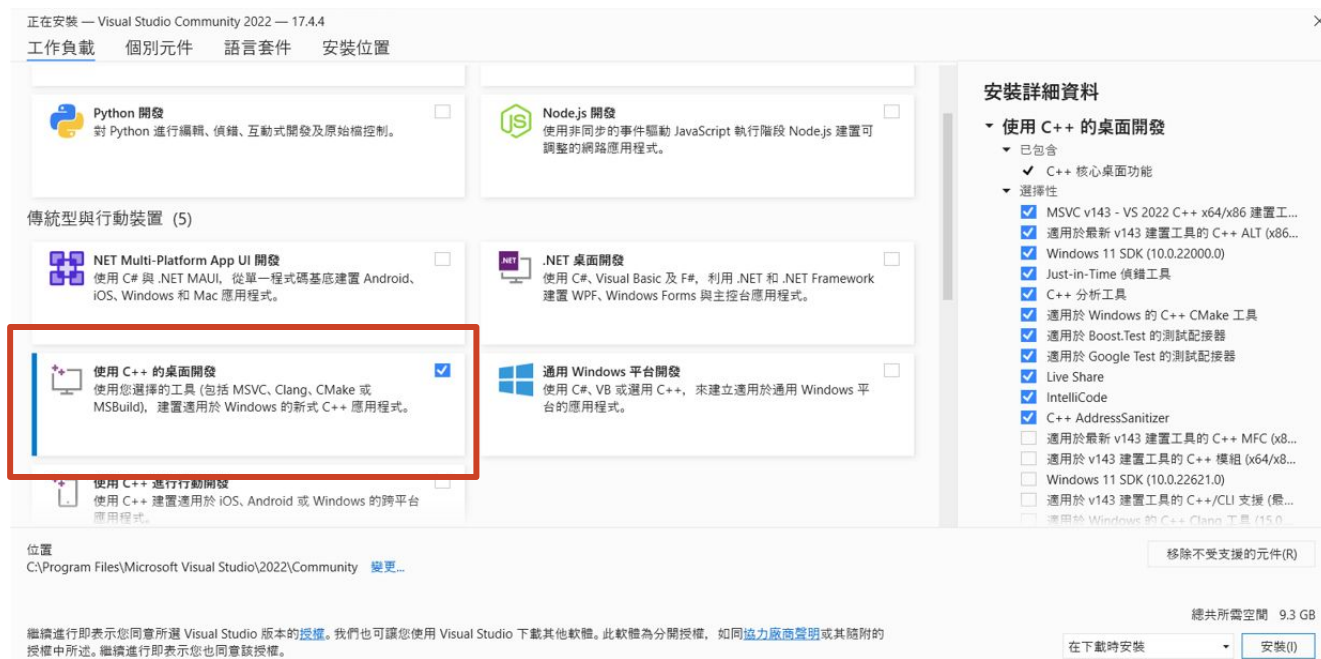 正在安裝 — Visual Studio Community 2022 — 17.4.4
工作負載 個別元件 語言套件 安裝位置
Python 開發
對 Python 進行編輯、偵錯、互動式開發及原始檔控制。
Node.js 開發
使用非同步的事件驅動 JavaScript 執行階段 Node.js 建置可
調整的網路應用程式。
傳統型與行動裝置 (5)
.NET Multi-Platform App UI 開發
使用 C# 與 .NET MAUI，從單一程式碼基底建置 Android、
iOS、Windows 和 Mac 應用程式。
.NET 桌面開發
使用 C#、Visual Basic 及 F#，利用 .NET 和 .NET Framework
建置 WPF、Windows Forms 與主控台應用程式。
使用 C++ 的桌面開發
使用您選擇的工具 (包括 MSVC、Clang、CMake 或
MSBuild)，建置適用於 Windows 的新式 C++ 應用程式。
通用 Windows 平台開發
使用 C#、VB 或選用 C++，來建立適用於通用 Windows 平
台的應用程式。
使用 C++ 進行行動開發
使用 C++ 建置適用於 iOS、Android 或 Windows 的跨平台
應用程式。
安裝詳細資料
使用 C++ 的桌面開發
已包含
C++ 核心桌面功能
選擇性
MSVC v143 - VS 2022 C++ x64/x86 建置工...
適用於最新 v143 建置工具的 C++ ALT (x86...
Windows 11 SDK (10.0.22000.0)
Just-in-Time 偵錯工具
C++ 分析工具
適用於 Windows 的 C++ CMake 工具
適用於 Boost.Test 的測試配接器
適用於 Google Test 的測試配接器
Live Share
IntelliCode
C++ AddressSanitizer
適用於最新 v143 建置工具的 C++ MFC (x8...
適用於 v143 建置工具的 C++ 模組 (x64/x8...
Windows 11 SDK (10.0.22621.0)
適用於 v143 建置工具的 C++/CLI 支援 (最...
適用於 Windows 的 C++ Clang 工具 (15.0...
位置
C:\Program Files\Microsoft Visual Studio\2022\Community 變更...
移除不受支援的元件(R)
總共所需空間 9.3 GB
繼續進行即表示您同意所選 Visual Studio 版本的授權。我們也可讓您使用 Visual Studio 下載其他軟體。此軟體為分開授權，如同協力廠商聲明或其隨附的
授權中所述。繼續進行即表示您也同意該授權。
在下載時安裝
安裝(I)